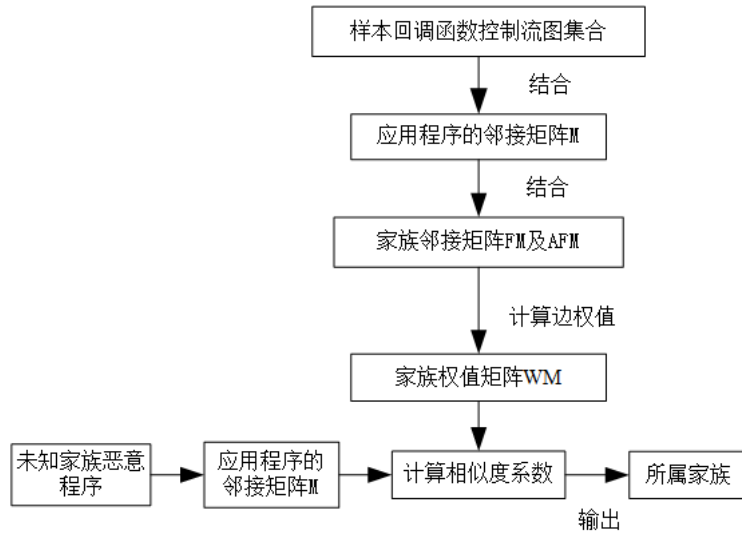 样本回调函数控制流图集合
结合
应用程序的邻接矩阵M
结合
家族邻接矩阵FM及AFM
计算边权值
家族权值矩阵WM
未知家族恶意
程序
应用程序的
邻接矩阵M
计算相似度系数
所属家族
输出